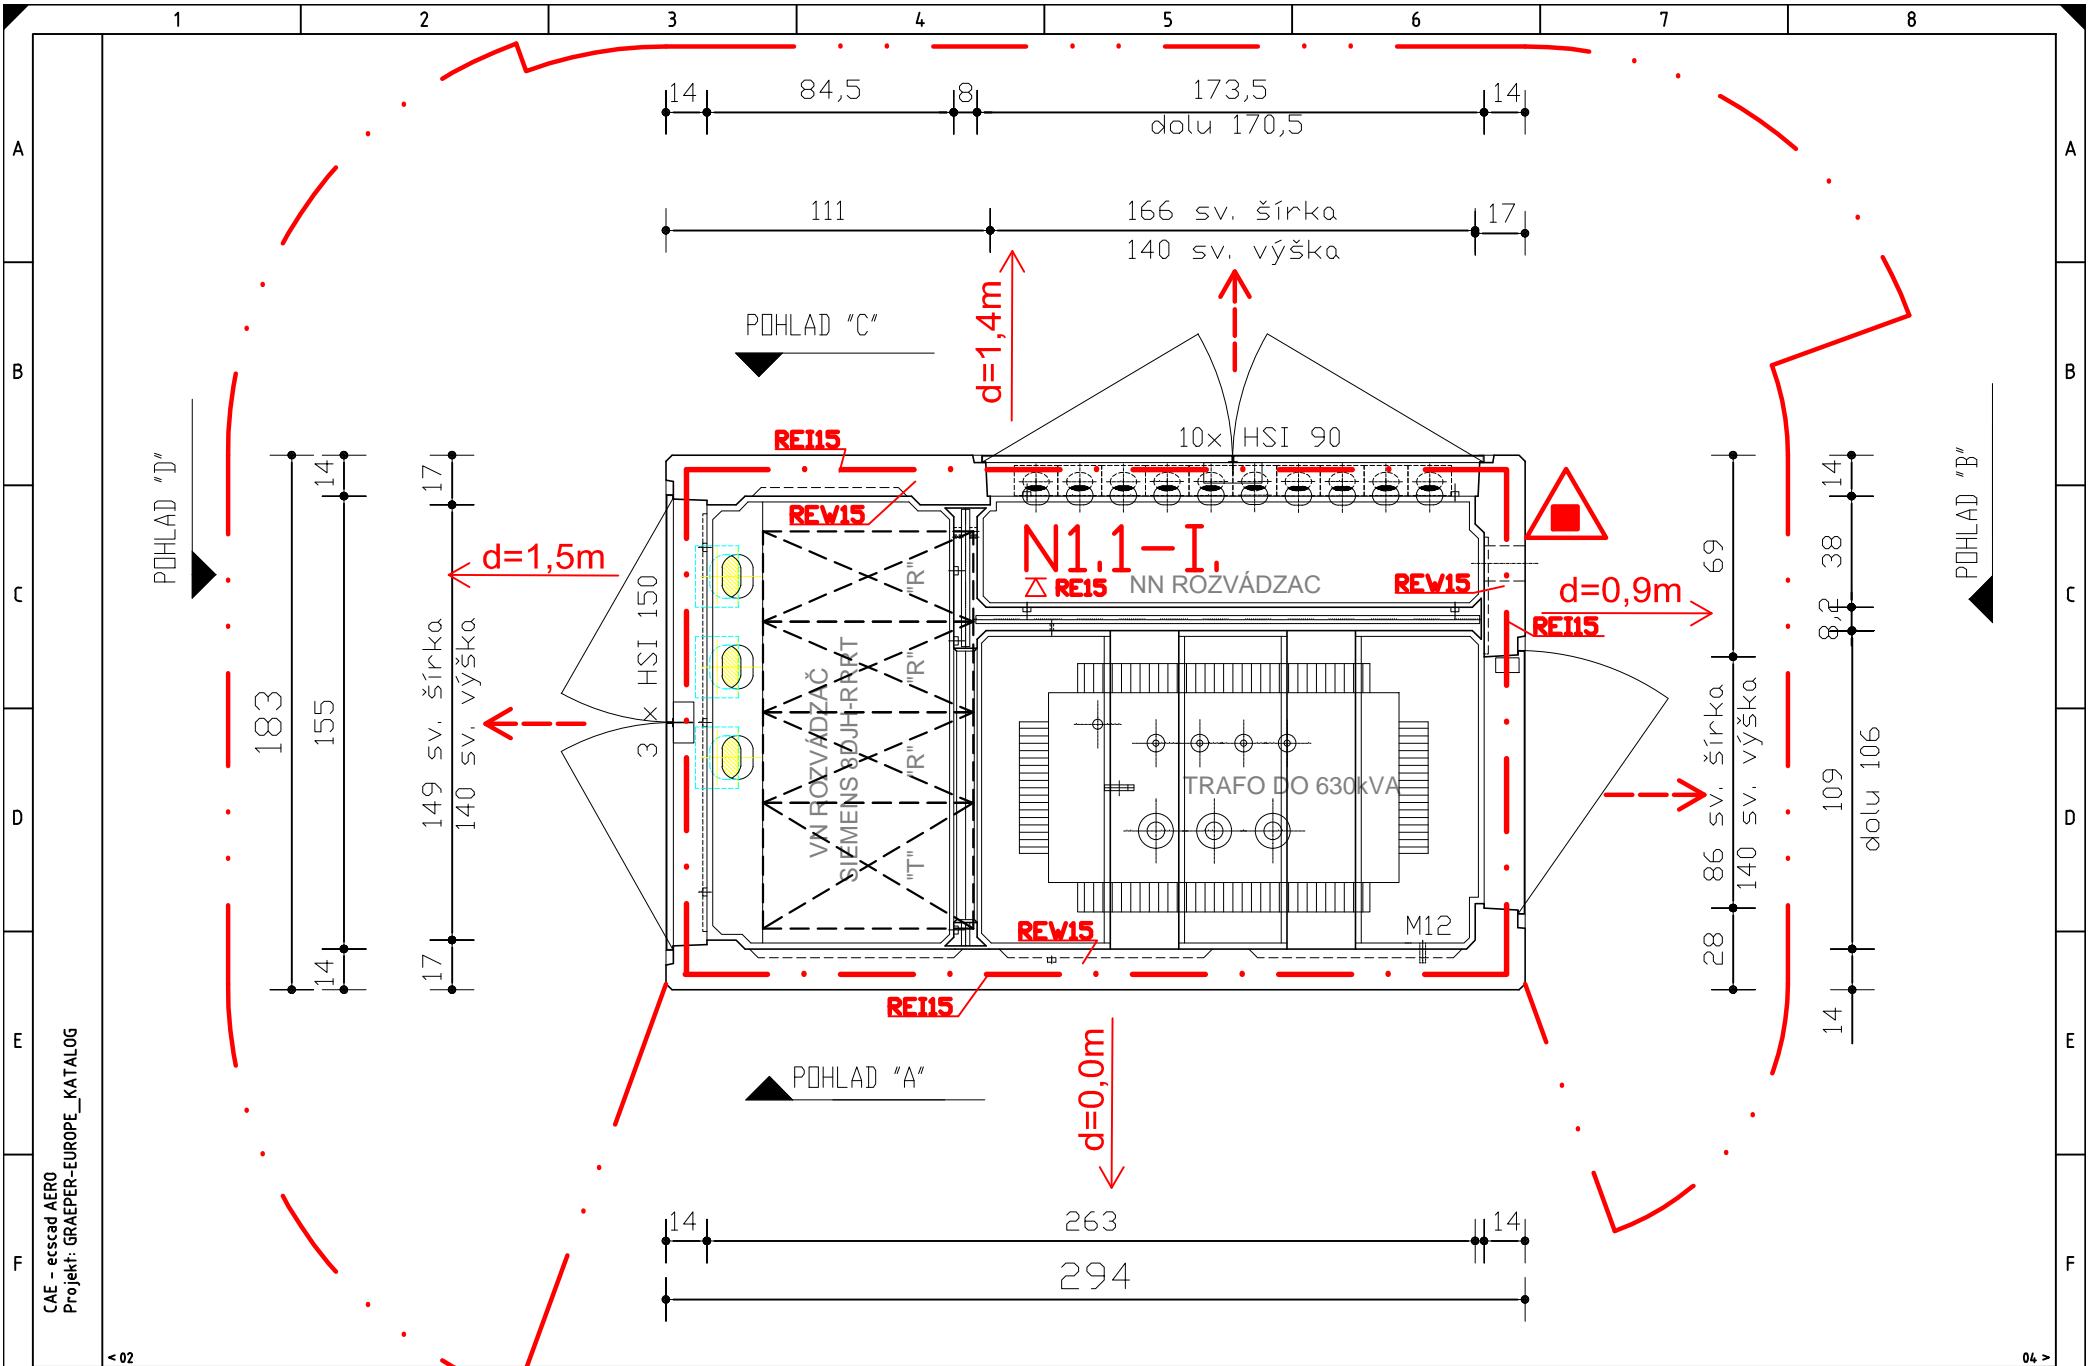 1 2 3 4 5 6 7 8
A A
B B
C C
D D
E E
F F
14 84,5 8 173,5 14
dolu 170,5
111 166 sv. šírka 17
140 sv. výška
d=1,4m
POHLAD "C"
POHLAD "D"
POHLAD "B"
REI15
10x HSI 90
REW15
N1.1-I.
RE15 NN ROZVÁDZAC
REW15
d=0,9m
REI15
d=1,5m
3 x HSI 150
183
14
155
14
17
149 sv. šírka
140 sv. výška
17
VN ROZVÁDZAČ
SIEMENS 8DJH-RRRT
"R"
"R"
"R"
"T"
TRAFO DO 630kVA
M12
REW15
REI15
69
86 sv. šírka
140 sv. výška
28
14
38
8,2
109
dolu 106
14
d=0,0m
POHLAD "A"
14 263 14
294
CAE - ecscad AERO
Projekt: GRAEPER-EUROPE_KATALOG
< 02
04 >